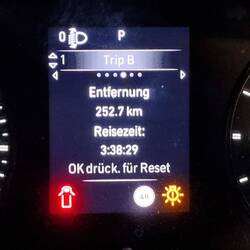 0 P
1 Trip B
Entfernung
252.7 km
Reisezeit:
3:38:29
OK drück. für Reset